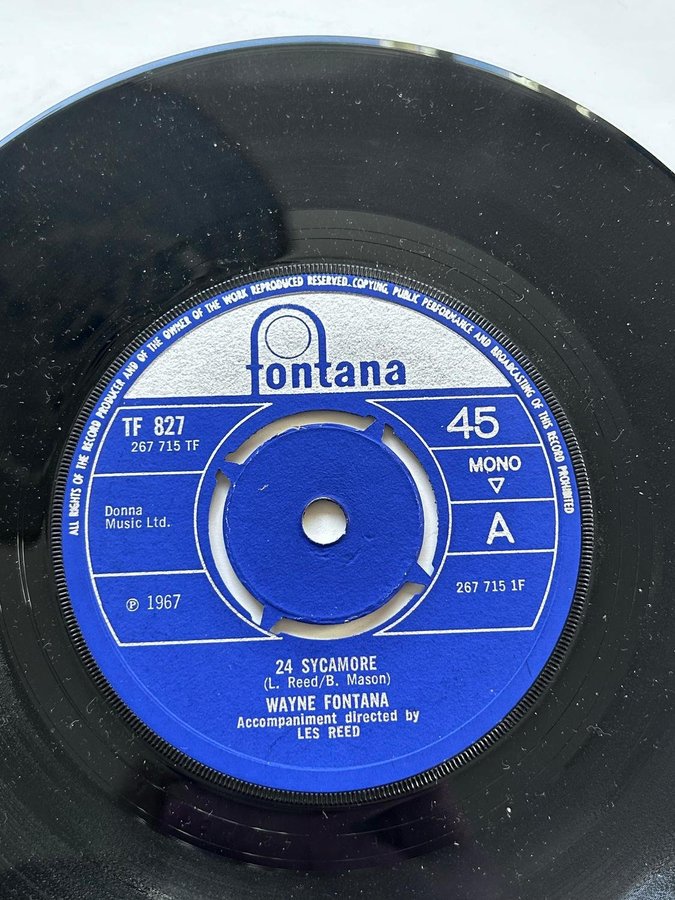 ALL RIGHTS OF THE RECORD PRODUCER AND OF THE OWNER OF THE WORK REPRODUCED RESERVED. COPYING, PUBLIC PERFORMANCE AND BROADCASTING OF THIS RECORD PROHIBITED
fontana
TF 827
267 715 TF
45
MONO
A
Donna
Music Ltd.
℗ 1967
267 715 1F
24 SYCAMORE
(L. Reed/B. Mason)
WAYNE FONTANA
Accompaniment directed by
LES REED